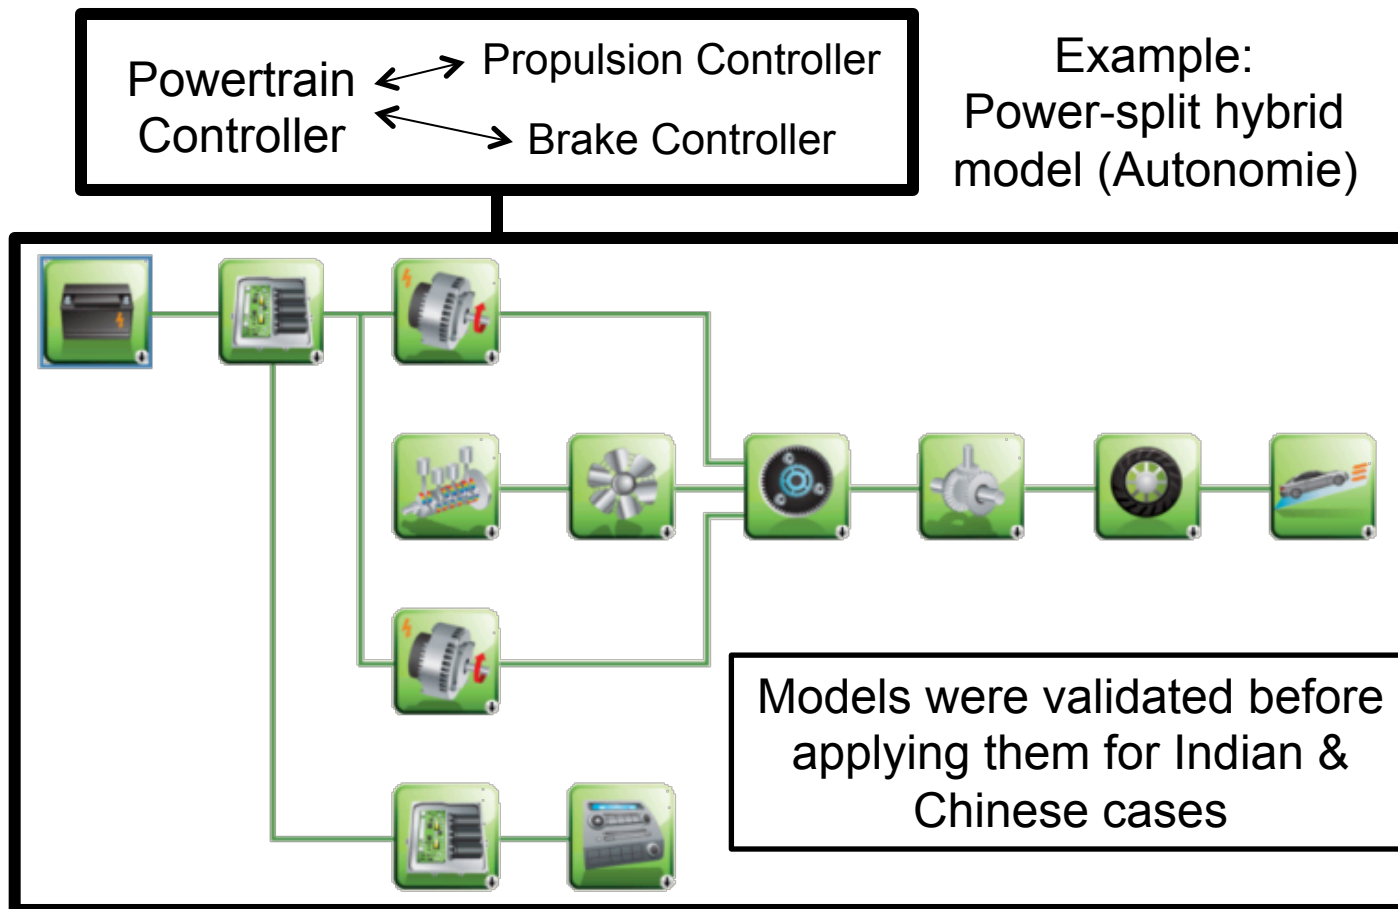 Powertrain
Controller
Propulsion Controller
Brake Controller
Example:
Power-split hybrid
model (Autonomie)
Models were validated before
applying them for Indian &
Chinese cases